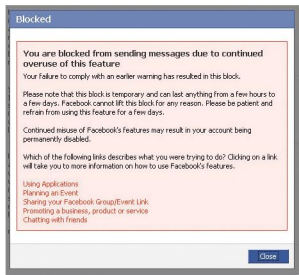 Blocked
You are blocked from sending messages due to continued
overuse of this feature
Your failure to comply with an earlier warning has resulted in this block.
Please note that this block is temporary and can last anything from a few hours to
a few days. Facebook cannot lift this block for any reason. Please be patient and
refrain from using this feature for a few days.
Continued misuse of Facebook's features may result in your account being
permanently disabled.
Which of the following links describes what you were trying to do? Clicking on a link
will take you to more information on how to use Facebook's features.
Using Applications
Planning an Event
Sharing your Facebook Group/Event Link
Promoting a business, product or service
Chatting with friends
Close